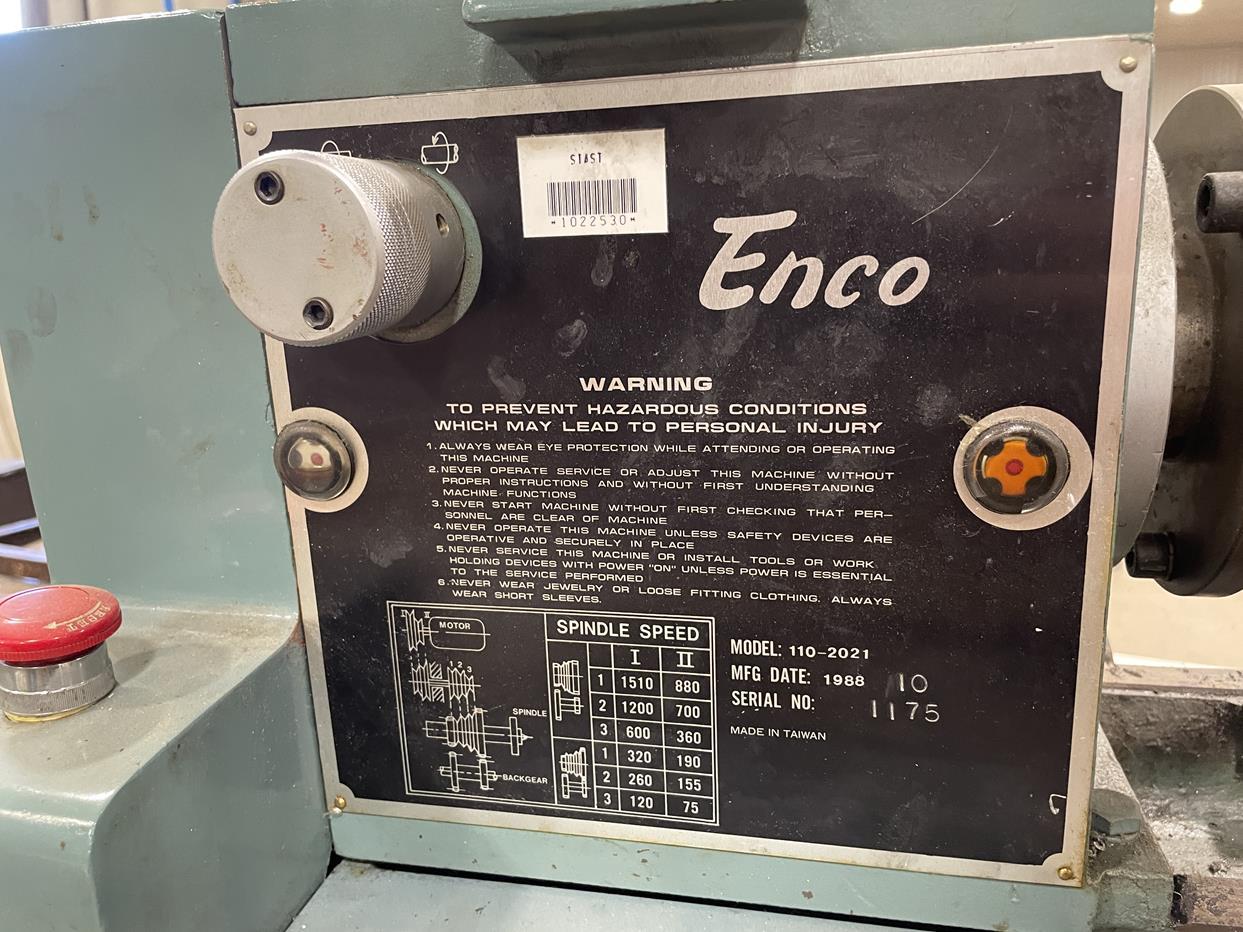 STAST
*1022530*
Enco
WARNING
TO PREVENT HAZARDOUS CONDITIONS
WHICH MAY LEAD TO PERSONAL INJURY
1. ALWAYS WEAR EYE PROTECTION WHILE ATTENDING OR OPERATING
THIS MACHINE
2. NEVER OPERATE SERVICE OR ADJUST THIS MACHINE WITHOUT
PROPER INSTRUCTIONS AND WITHOUT FIRST UNDERSTANDING
MACHINE FUNCTIONS
3. NEVER START MACHINE WITHOUT FIRST CHECKING THAT PER-
SONNEL ARE CLEAR OF MACHINE
4. NEVER OPERATE THIS MACHINE UNLESS SAFETY DEVICES ARE
OPERATIVE AND SECURELY IN PLACE
5. NEVER SERVICE THIS MACHINE OR INSTALL TOOLS OR WORK
HOLDING DEVICES WITH POWER "ON" UNLESS POWER IS ESSENTIAL
TO THE SERVICE PERFORMED
6. NEVER WEAR JEWELRY OR LOOSE FITTING CLOTHING. ALWAYS
WEAR SHORT SLEEVES.
RESET
I II
MOTOR
1 2 3
SPINDLE
BACKGEAR
SPINDLE SPEED
I II
1 1510 880
2 1200 700
3 600 360
1 320 190
2 260 155
3 120 75
MODEL: 110-2021
MFG DATE: 1988 10
SERIAL NO: 1175
MADE IN TAIWAN